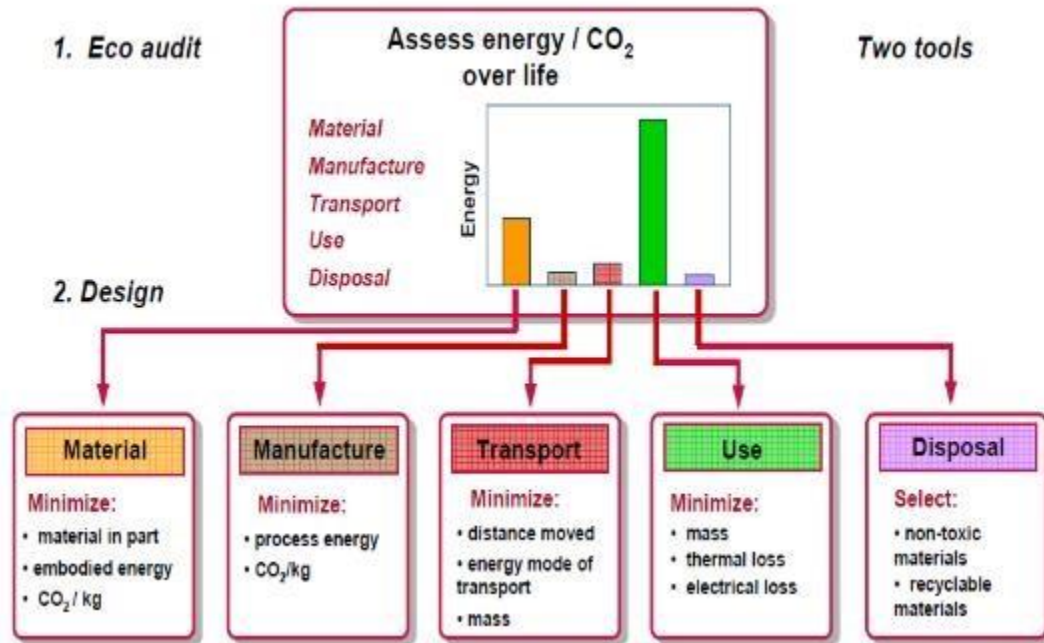 1. Eco audit
Assess energy / CO₂
over life
Two tools
Material
Manufacture
Transport
Use
Disposal
Energy
2. Design
Material
Minimize:
• material in part
• embodied energy
• CO₂ / kg
Manufacture
Minimize:
• process energy
• CO₂/kg
Transport
Minimize:
• distance moved
• energy mode of
transport
• mass
Use
Minimize:
• mass
• thermal loss
• electrical loss
Disposal
Select:
• non-toxic
materials
• recyclable
materials